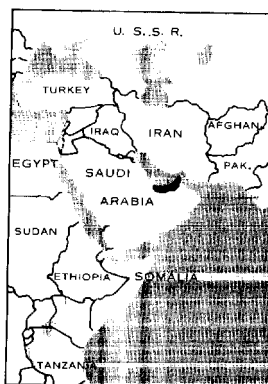 U. S. S. R.
TURKEY
IRAQ
IRAN
AFGHAN.
EGYPT
SAUDI
PAK.
ARABIA
SUDAN
ETHIOPIA
SOMALIA
TANZANIA